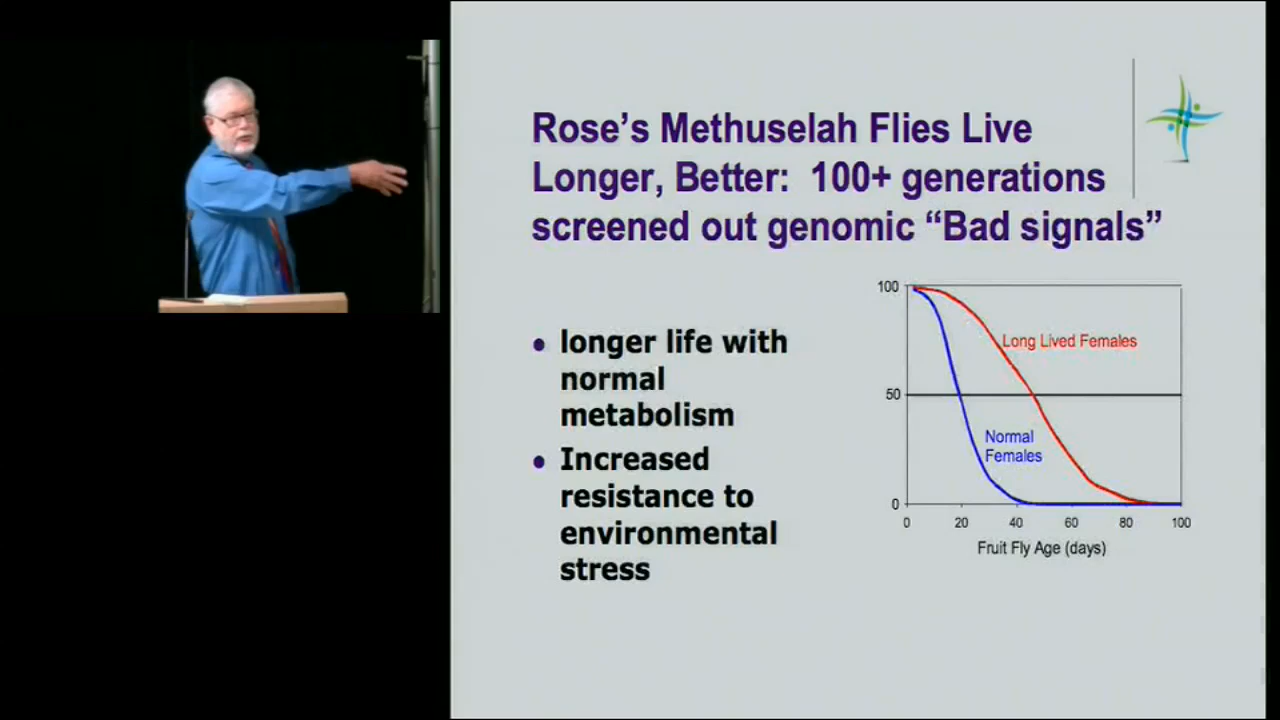 Rose's Methuselah Flies Live
Longer, Better: 100+ generations
screened out genomic “Bad signals”
• longer life with
normal
metabolism
• Increased
resistance to
environmental
stress
100
50
0
Long Lived Females
Normal
Females
0 20 40 60 80 100
Fruit Fly Age (days)